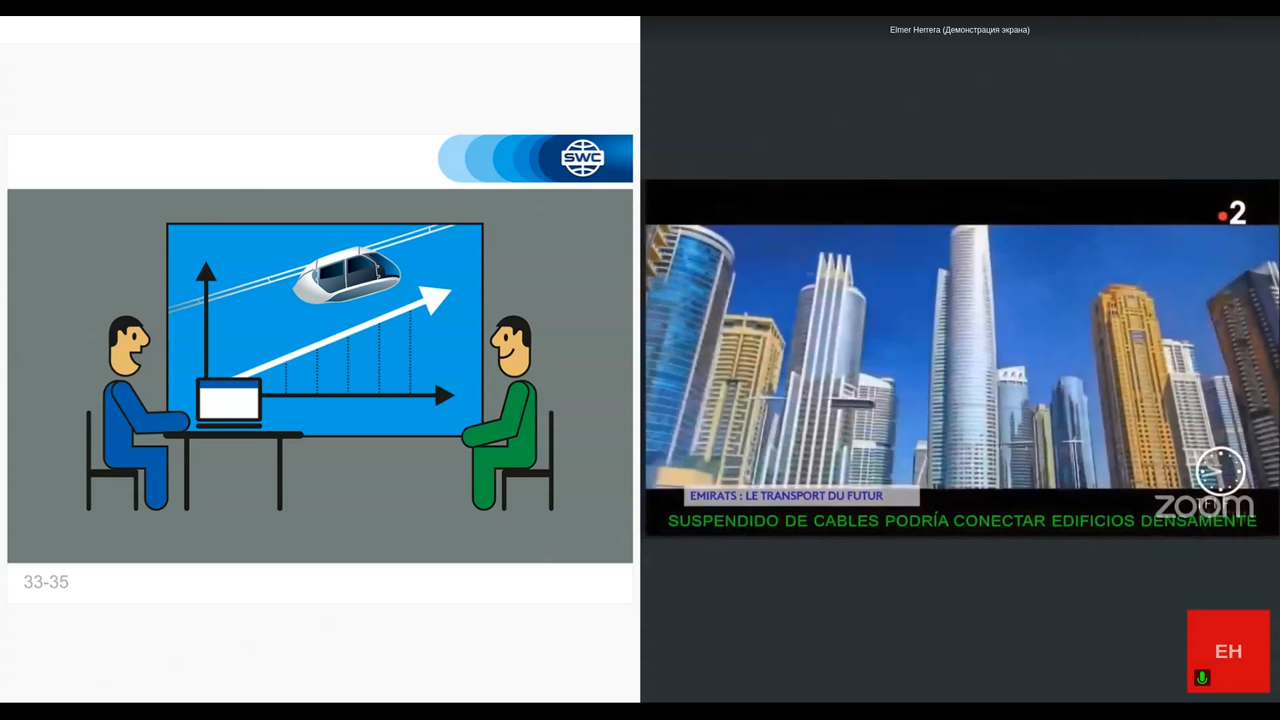 Elmer Herrera (Демонстрация экрана)
SWC
2
EMIRATS : LE TRANSPORT DU FUTUR
zoom
SUSPENDIDO DE CABLES PODRÍA CONECTAR EDIFICIOS DENSAMENTE
33-35
EH